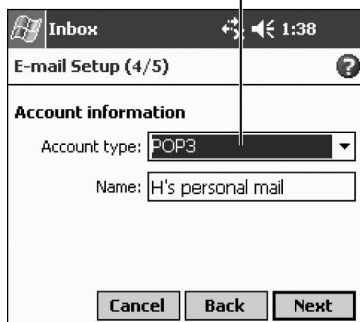 Inbox 1:38
E-mail Setup (4/5)
Account information
Account type: POP3
Name: H's personal mail
Cancel Back Next